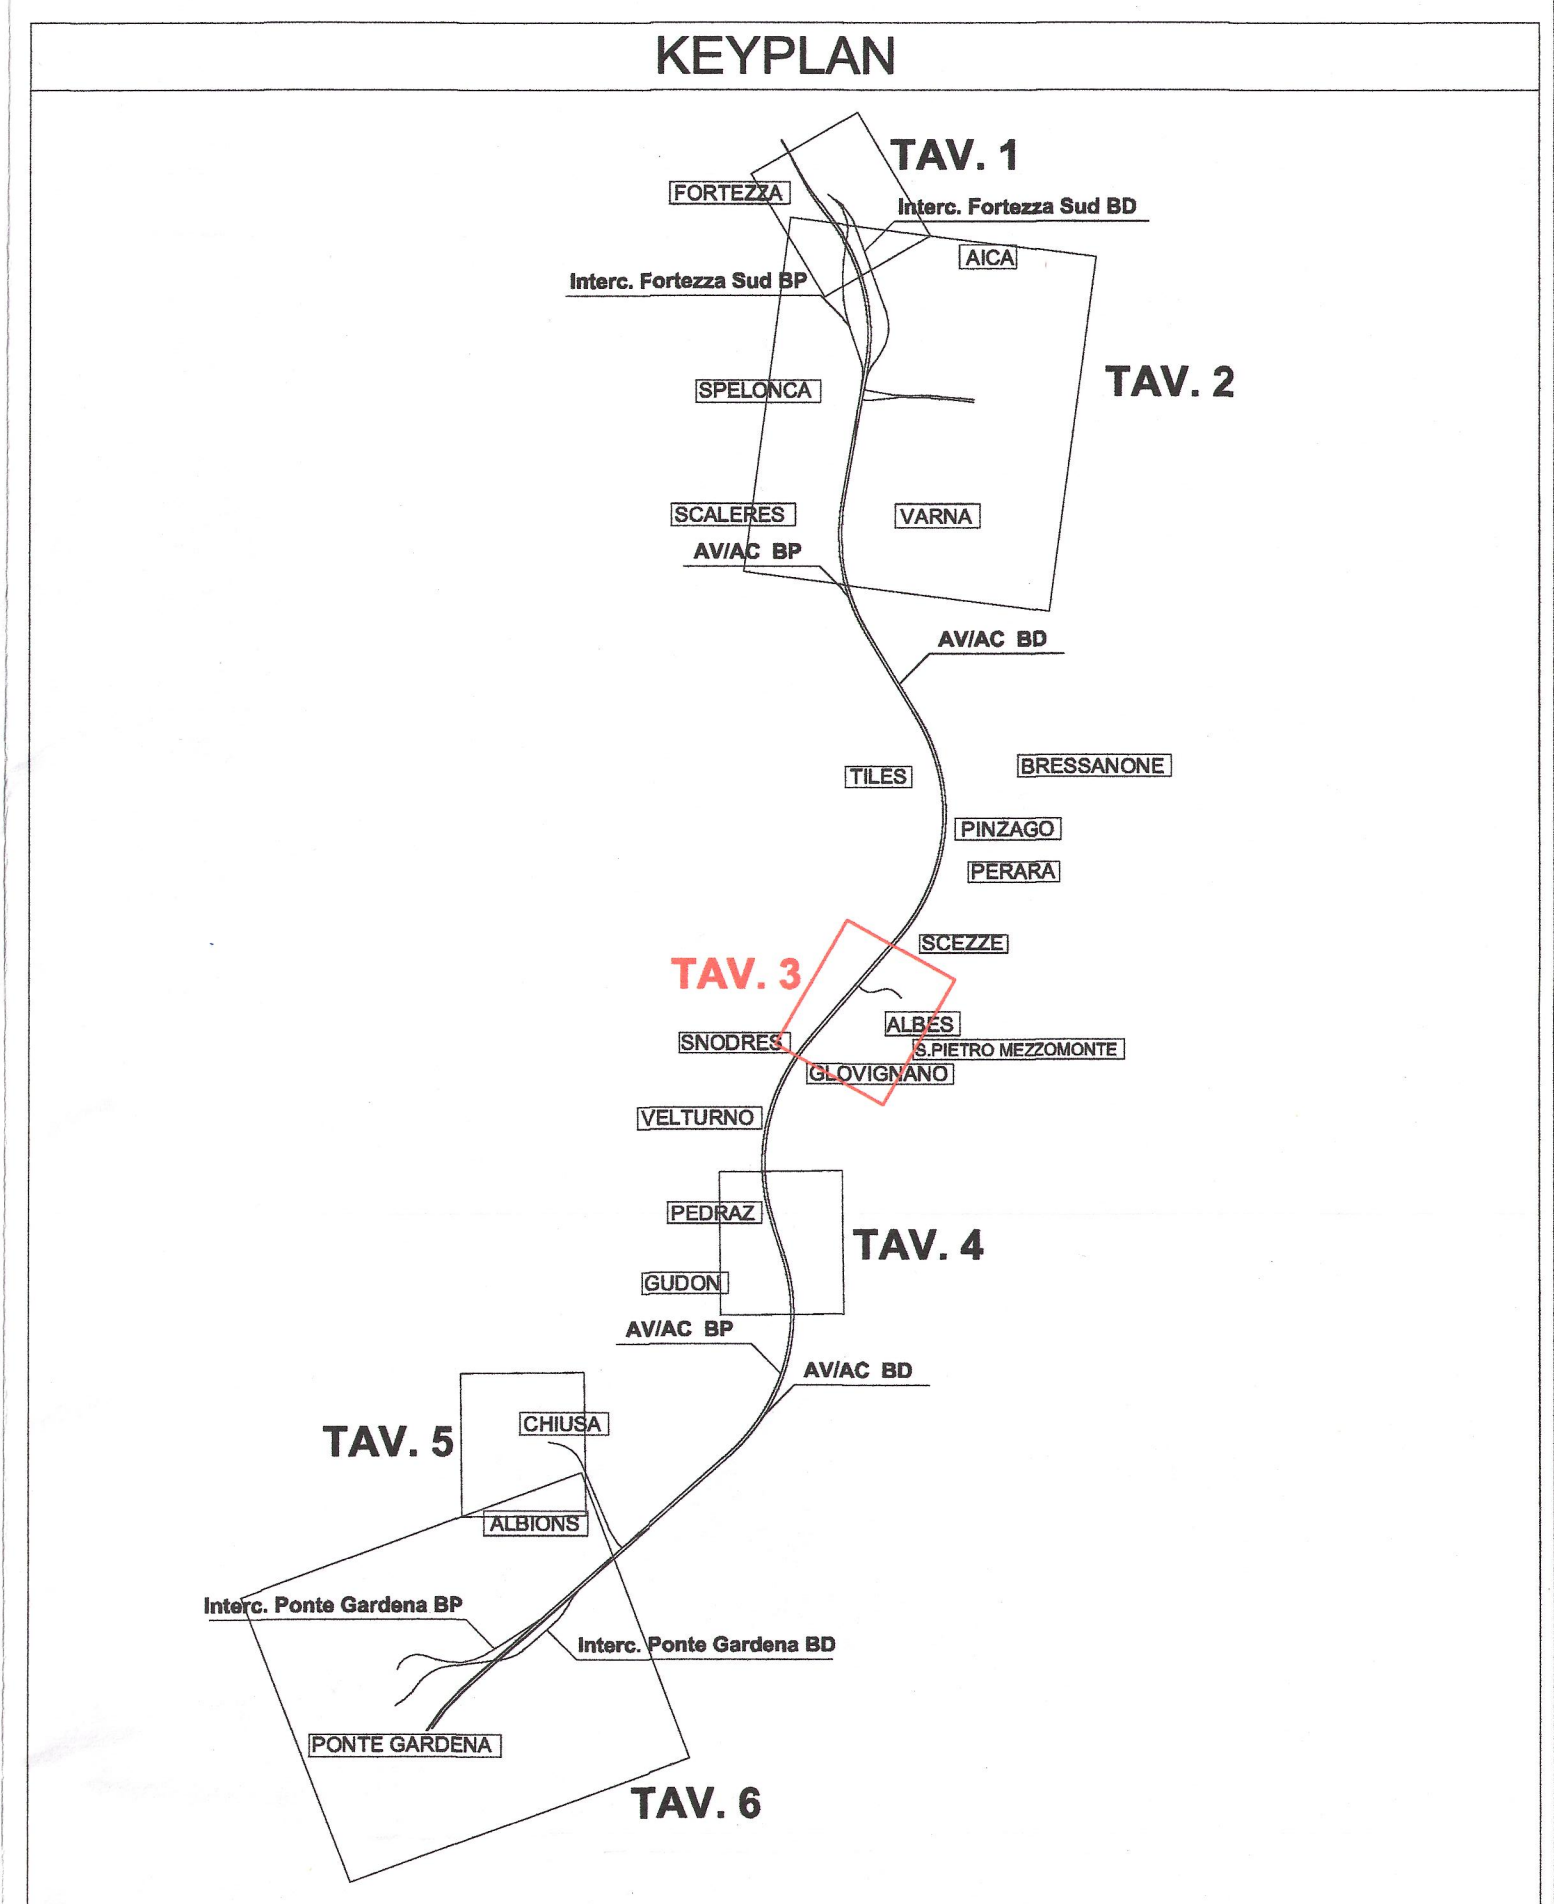 KEYPLAN
TAV. 1
FORTEZZA
Interc. Fortezza Sud BD
AICA
Interc. Fortezza Sud BP
TAV. 2
SPELONCA
SCALERES
VARNA
AV/AC BP
AV/AC BD
BRESSANONE
TILES
PINZAGO
PERARA
SCEZZE
TAV. 3
ALBES
SNODRES
S.PIETRO MEZZOMONTE
GLOVIGNANO
VELTURNO
PEDRAZ
TAV. 4
GUDON
AV/AC BP
AV/AC BD
CHIUSA
TAV. 5
ALBIONS
Interc. Ponte Gardena BP
Interc. Ponte Gardena BD
PONTE GARDENA
TAV. 6